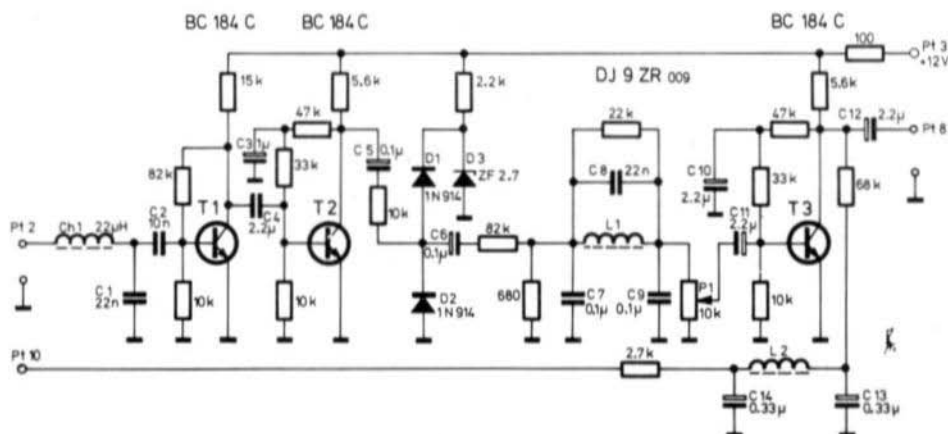 BC 184 C
BC 184 C
BC 184 C
100
Pt 3
+12V
15k
5.6k
2.2k
DJ 9 ZR 009
5.6k
47k
22k
47k
C12
2.2µ
Pt 8
C3
1µ
C5
0.1µ
D1
D3
C8
22n
C10
82k
33k
1N914
ZF 2.7
33k
68k
T1
T2
2.2µ
T3
C4
2.2µ
10k
C11
2.2µ
Pt 2
Ch1
22µH
C2
10n
C6
0.1µ
82k
L1
P1
10k
C1
22n
10k
10k
D2
1N914
680
C7
0.1µ
C9
0.1µ
10k
Pt 10
2.7k
L2
C14
0.33µ
C13
0.33µ